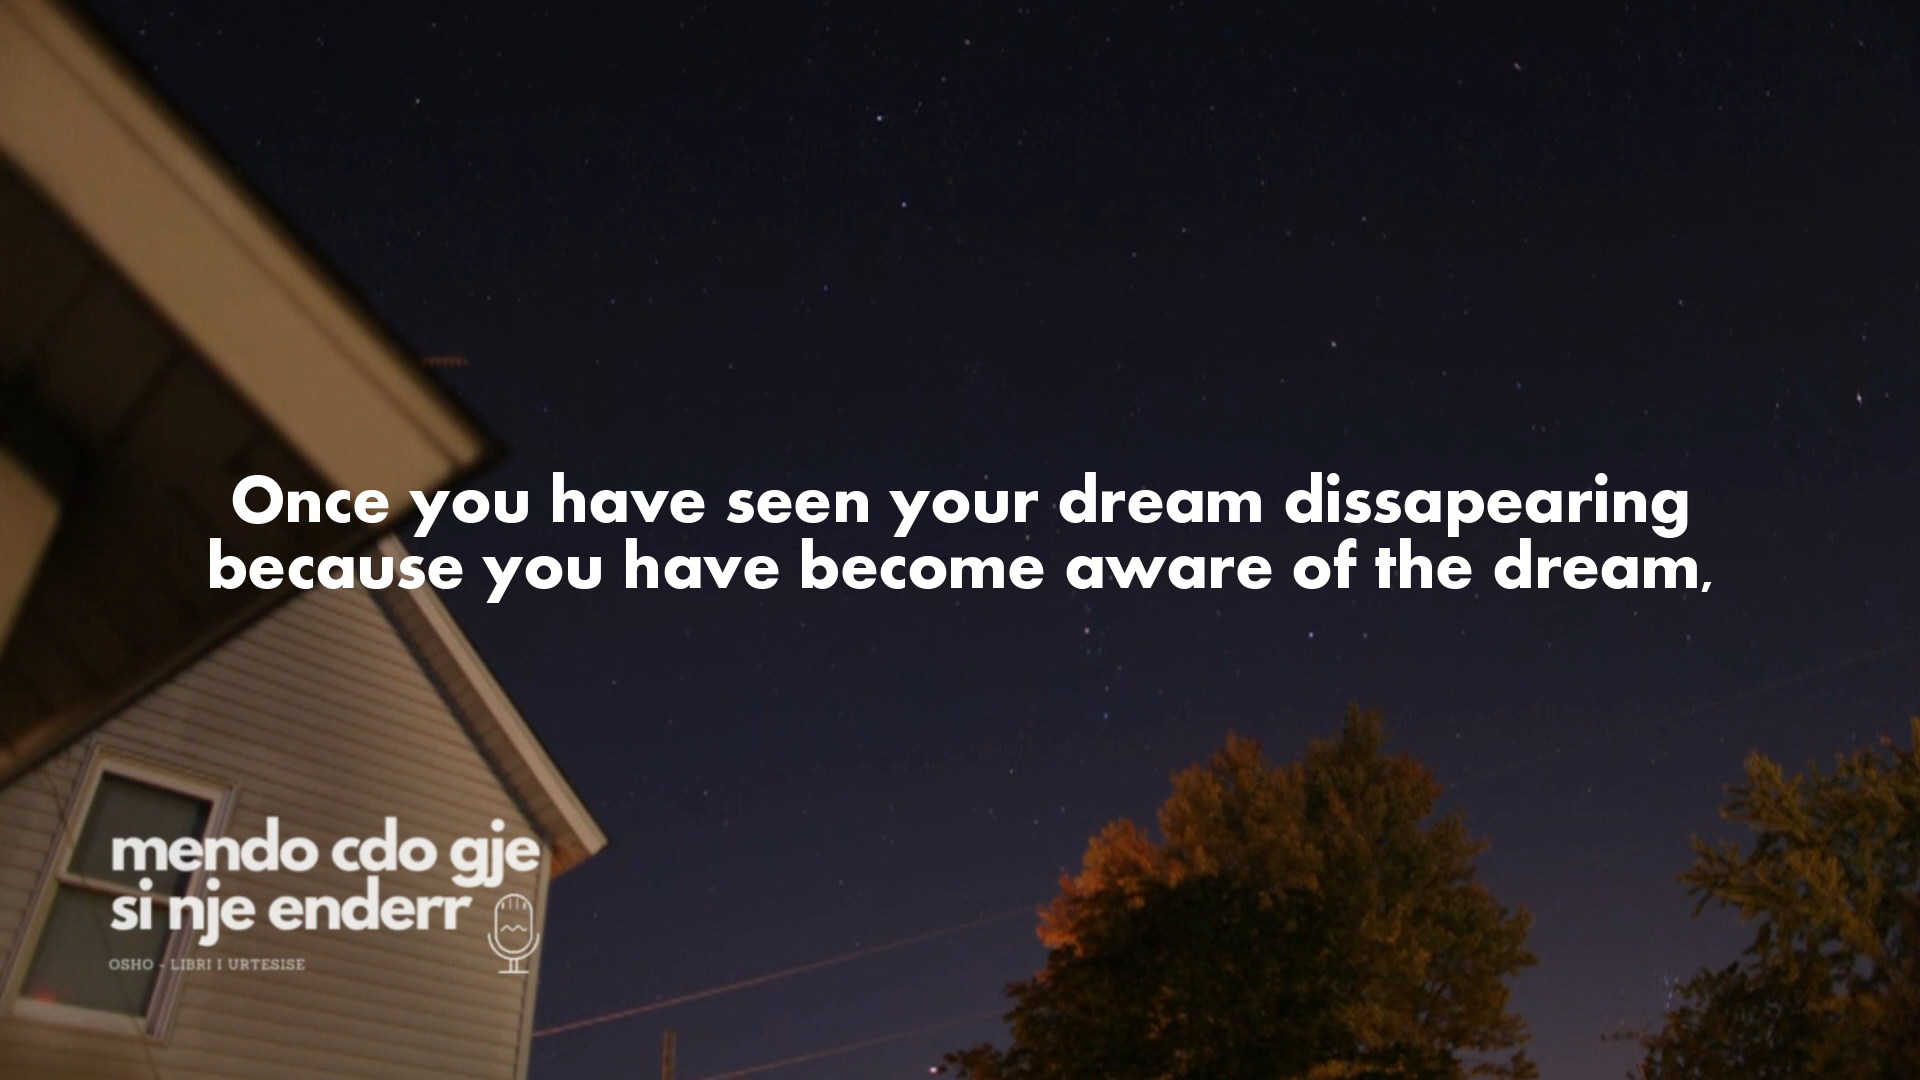 Once you have seen your dream dissapearing
because you have become aware of the dream,
mendo cdo gje
si nje enderr
OSHO - LIBRI I URTESISE